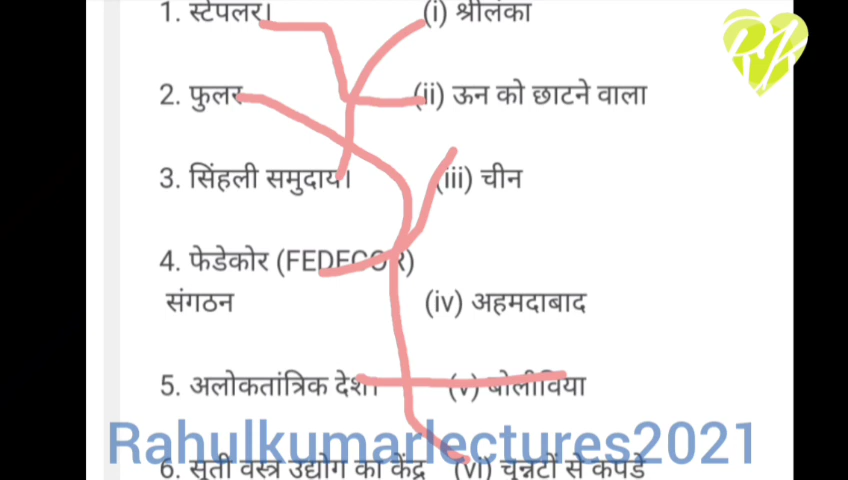 1. स्टेपलर। (i) श्रीलंका
RK
2. फुलर (ii) ऊन को छाटने वाला
3. सिंहली समुदाय। (iii) चीन
4. फेडेकोर (FEDECOR)
संगठन (iv) अहमदाबाद
5. अलोकतांत्रिक देश। (v) बोलीविया
Rahulkumarlectures2021
6. सूती वस्त्र उद्योग का केंद्र (vi) चुन्नटों से कपड़े